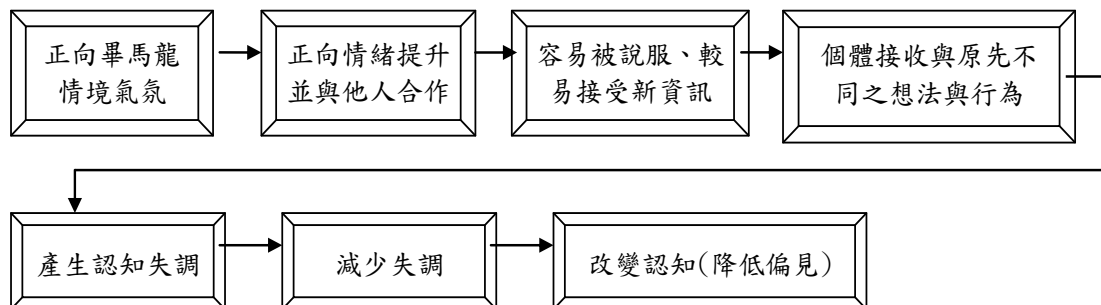 正向畢馬龍
情境氣氛
正向情緒提升
並與他人合作
容易被說服、較
易接受新資訊
個體接收與原先不
同之想法與行為
產生認知失調
減少失調
改變認知(降低偏見)